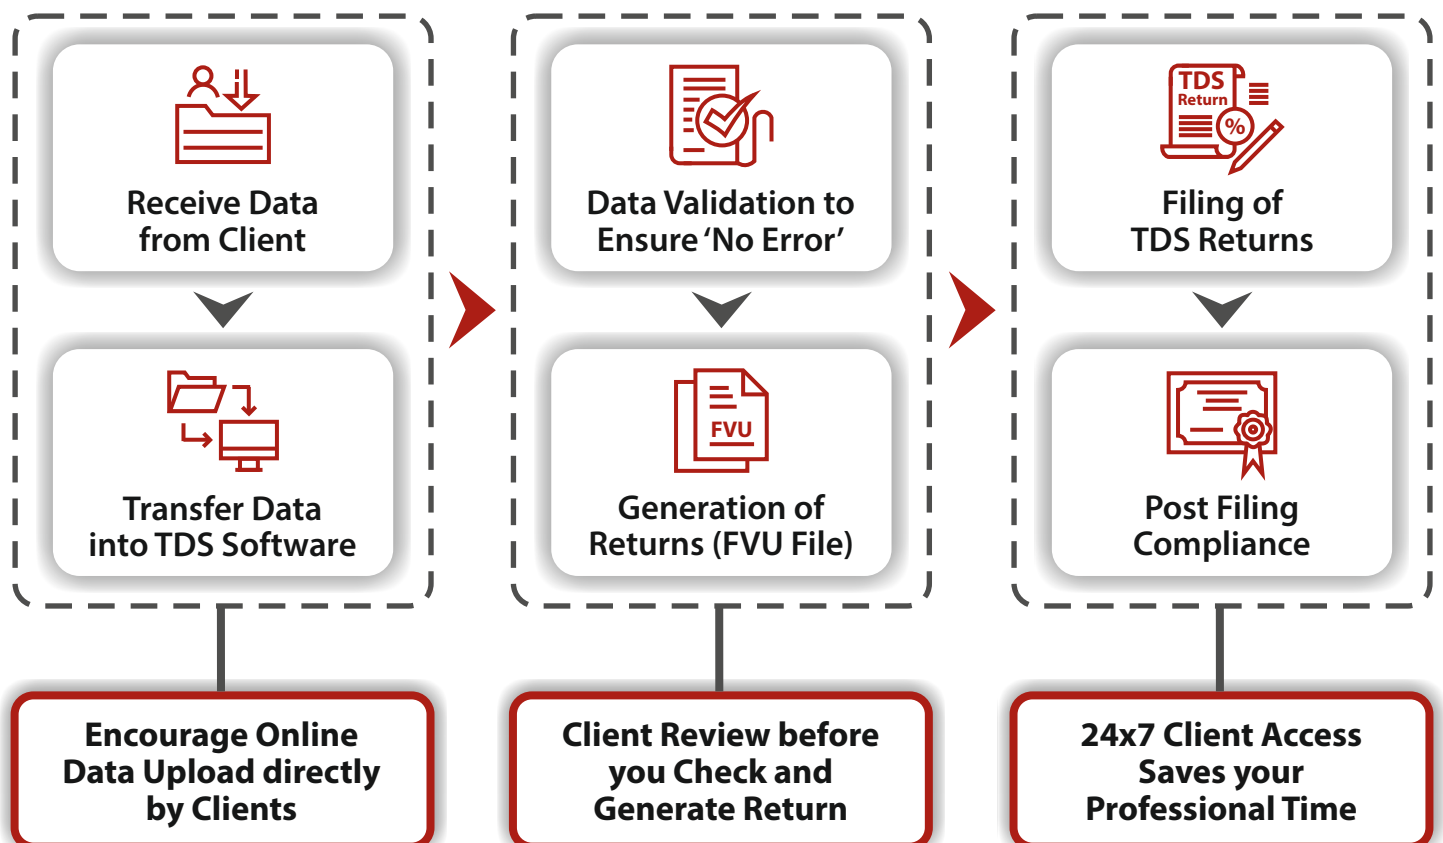 Receive Data
from Client
Transfer Data
into TDS Software
Encourage Online
Data Upload directly
by Clients
Data Validation to
Ensure ‘No Error’
FVU
Generation of
Returns (FVU File)
Client Review before
you Check and
Generate Return
TDS
Return
%
Filing of
TDS Returns
Post Filing
Compliance
24x7 Client Access
Saves your
Professional Time